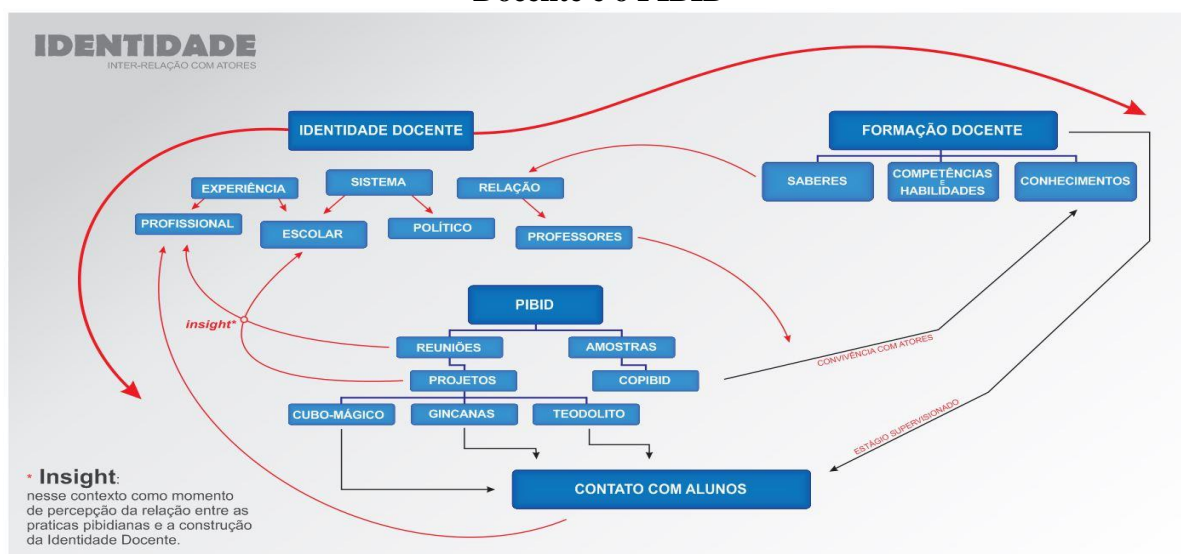 Docente e o PIBID
IDENTIDADE
INTER-RELAÇÃO COM ATORES
IDENTIDADE DOCENTE
FORMAÇÃO DOCENTE
SABERES
COMPETÊNCIAS
E
HABILIDADES
CONHECIMENTOS
EXPERIÊNCIA
SISTEMA
RELAÇÃO
PROFISSIONAL
ESCOLAR
POLÍTICO
PROFESSORES
PIBID
insight*
REUNIÕES
AMOSTRAS
PROJETOS
COPIBID
CONVIVÊNCIA COM ATORES
CUBO-MÁGICO
GINCANAS
TEODOLITO
ESTÁGIO SUPERVISIONADO
CONTATO COM ALUNOS
* Insight:
nesse contexto como momento
de percepção da relação entre as
praticas pibidianas e a construção
da Identidade Docente.